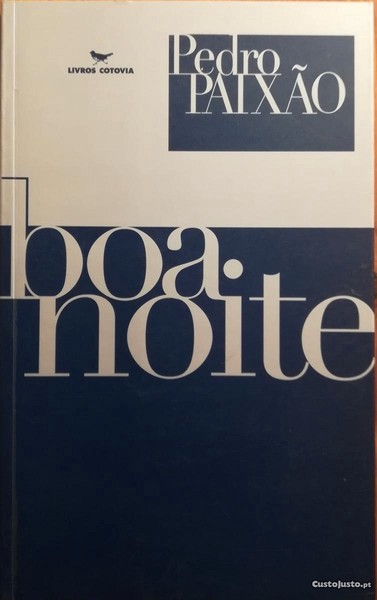 LIVROS COTOVIA
Pedro
PAIXÃO
boa
noite
CustoJusto.pt